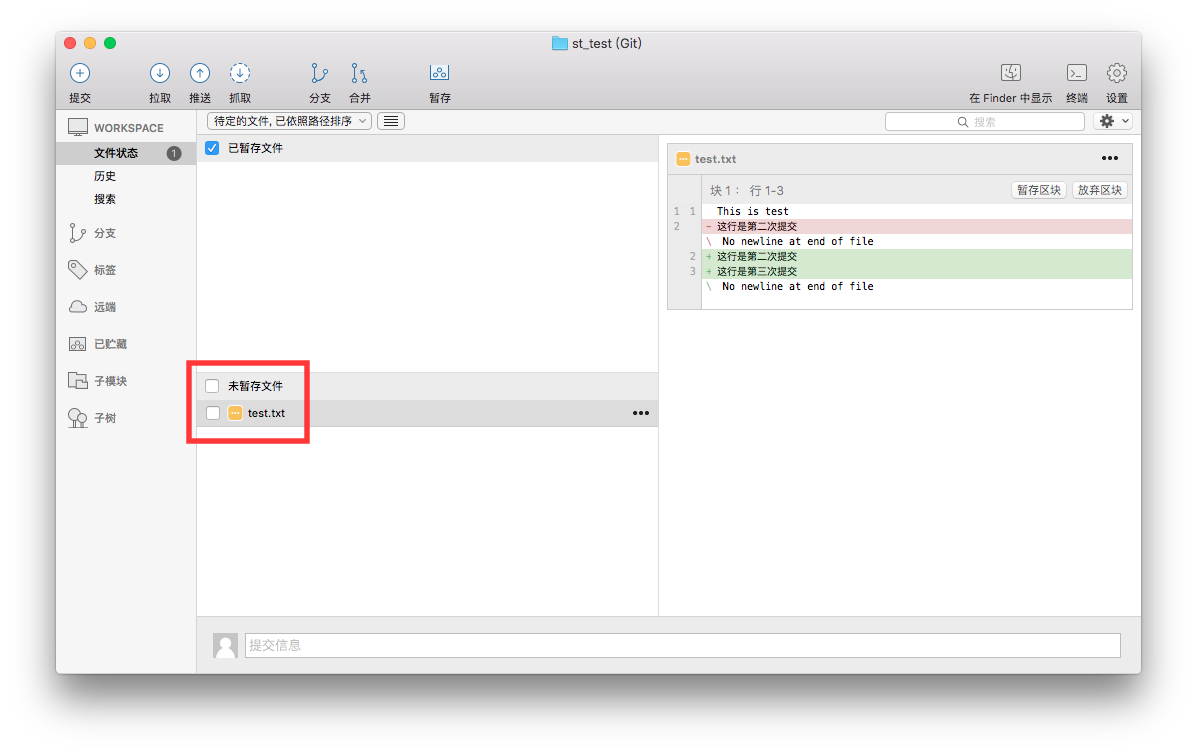 st_test (Git)
提交
拉取
推送
抓取
分支
合并
暂存
在 Finder 中显示
终端
设置
WORKSPACE
文件状态 1
历史
搜索
分支
标签
远端
已贮藏
子模块
子树
待定的文件, 已依照路径排序
搜索
已暂存文件
未暂存文件
test.txt
test.txt
块 1： 行 1-3
暂存区块
放弃区块
1 1 This is test
2 - 这行是第二次提交
\ No newline at end of file
2 + 这行是第二次提交
3 + 这行是第三次提交
\ No newline at end of file
提交信息